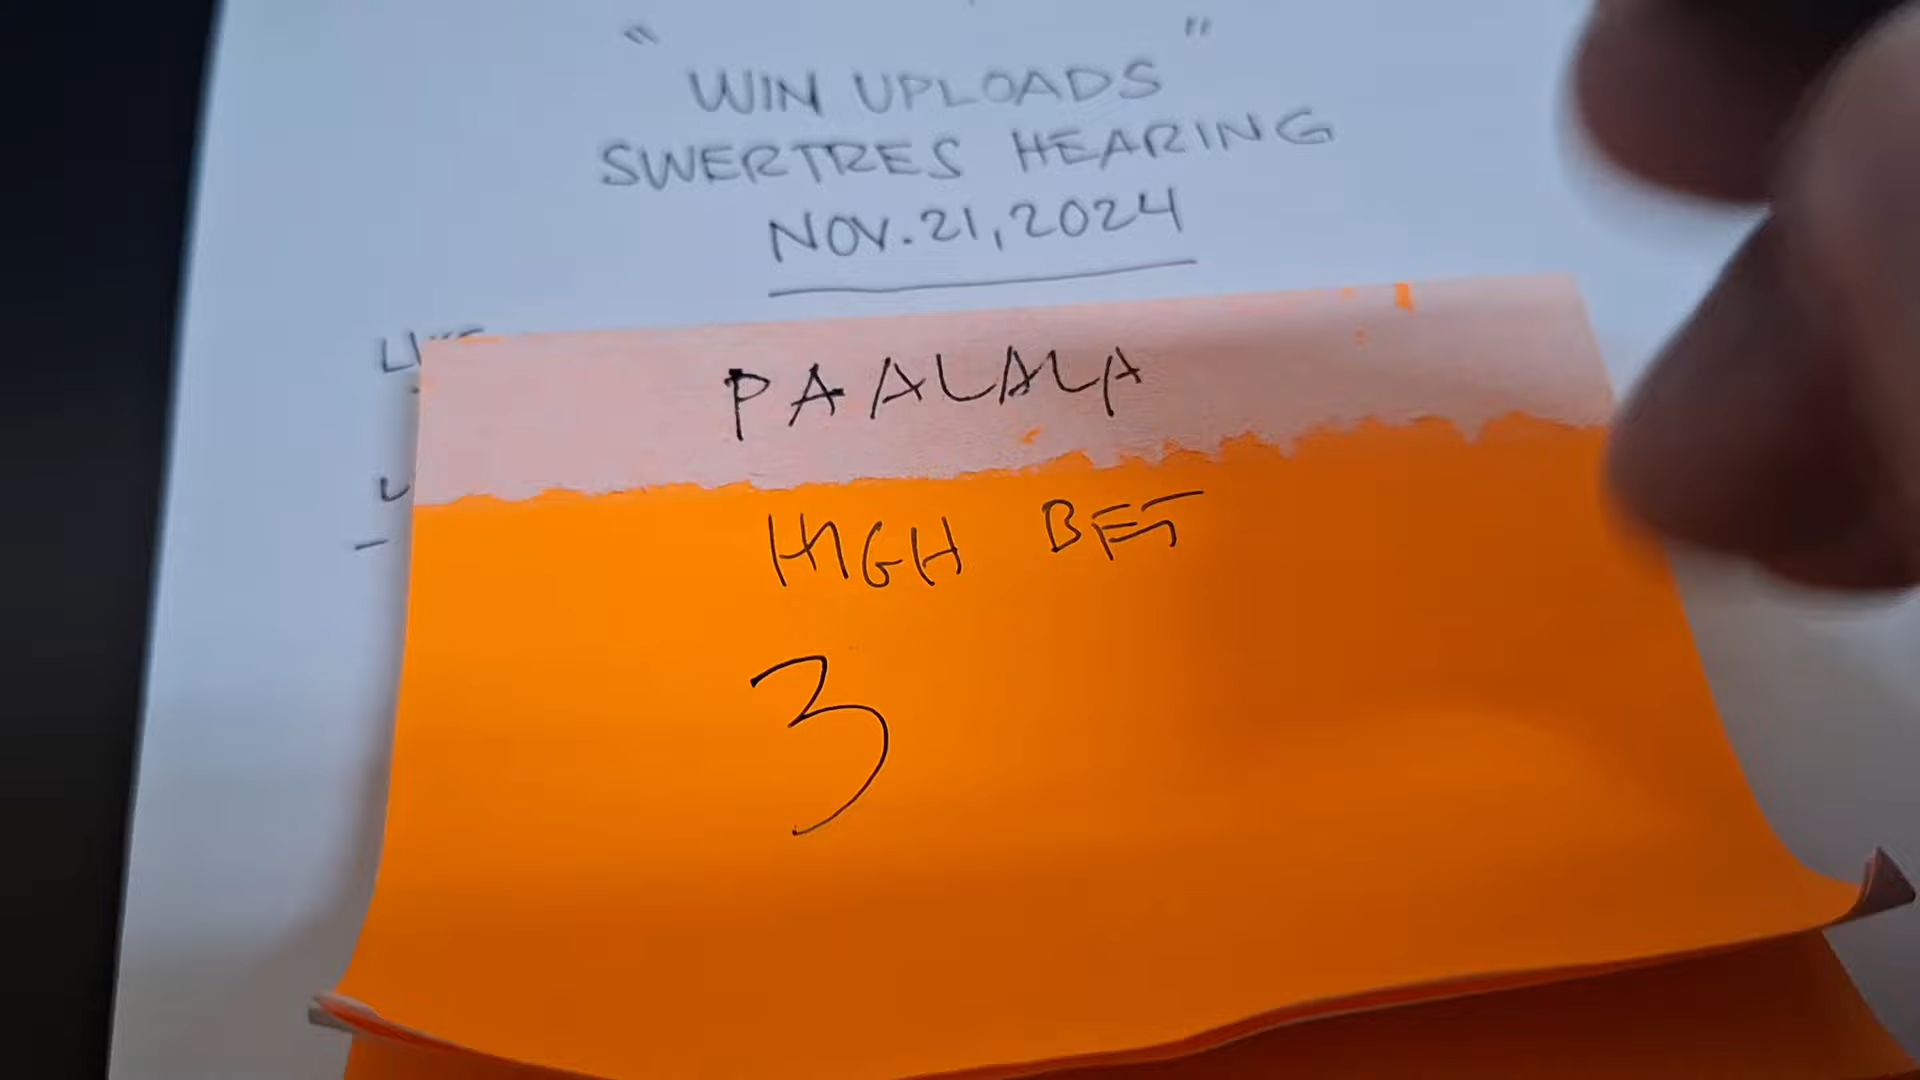 "WIN UPLOADS"
SWERTRES HEARING
NOV. 21, 2024
PAALALA
HIGH BET
3